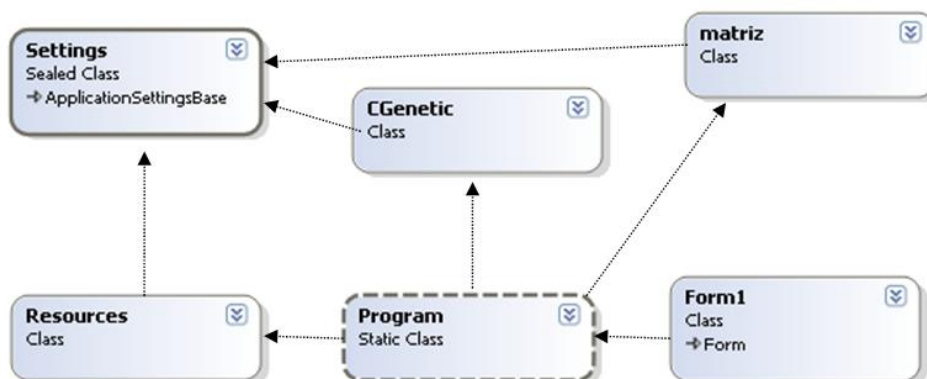 Settings
Sealed Class
ApplicationSettingsBase
matriz
Class
CGenetic
Class
Resources
Class
Program
Static Class
Form1
Class
Form